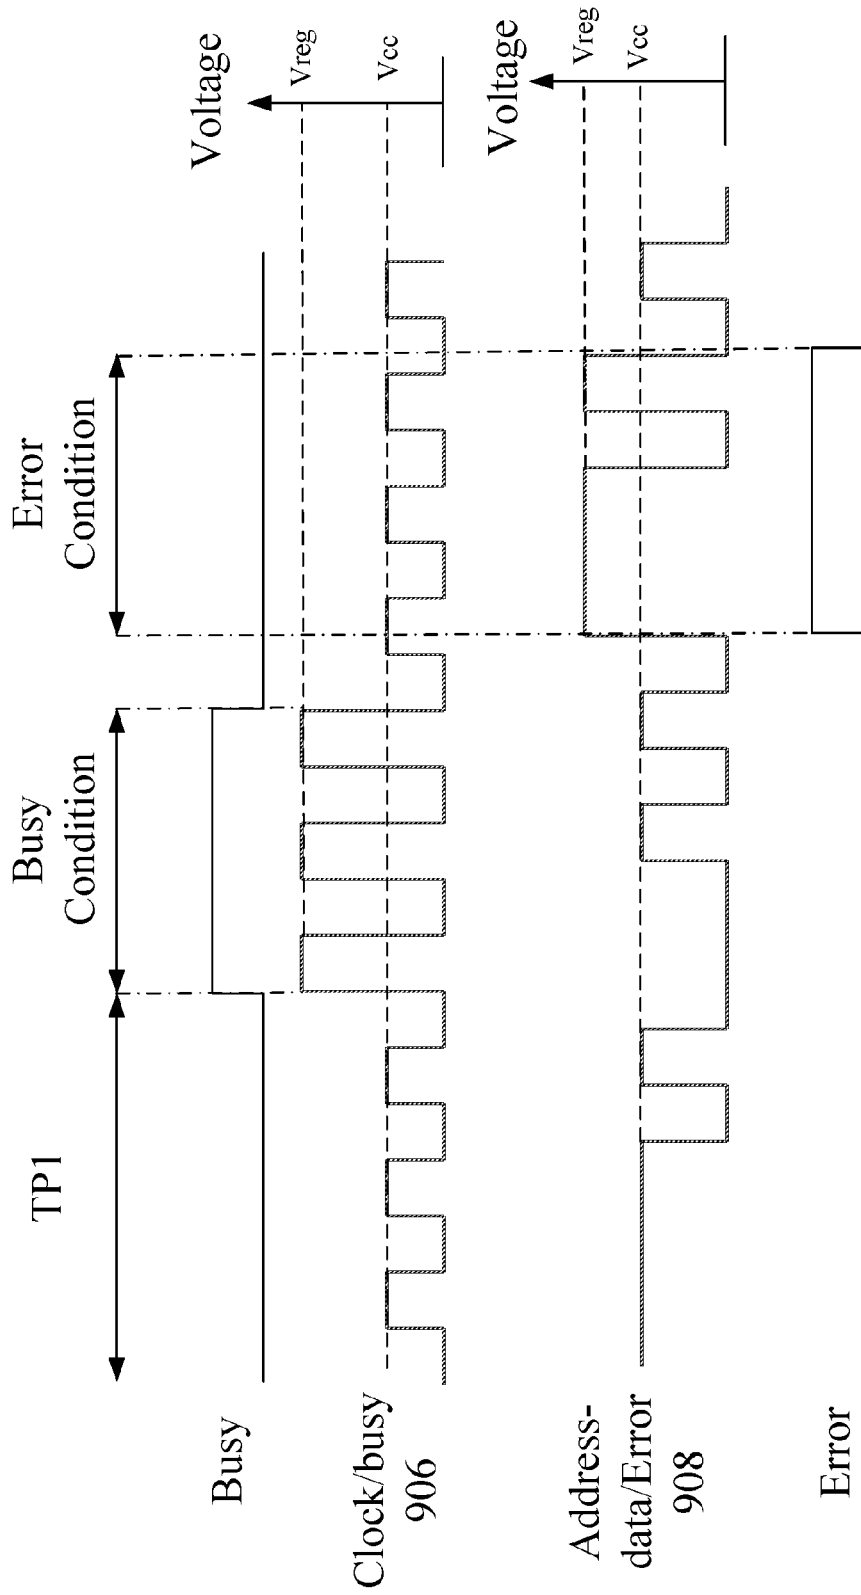 TP1
Busy
Condition
Error
Condition
Busy
Voltage
Vreg
Vcc
Clock/busy
906
Voltage
Vreg
Vcc
Address-
data/Error
908
Error